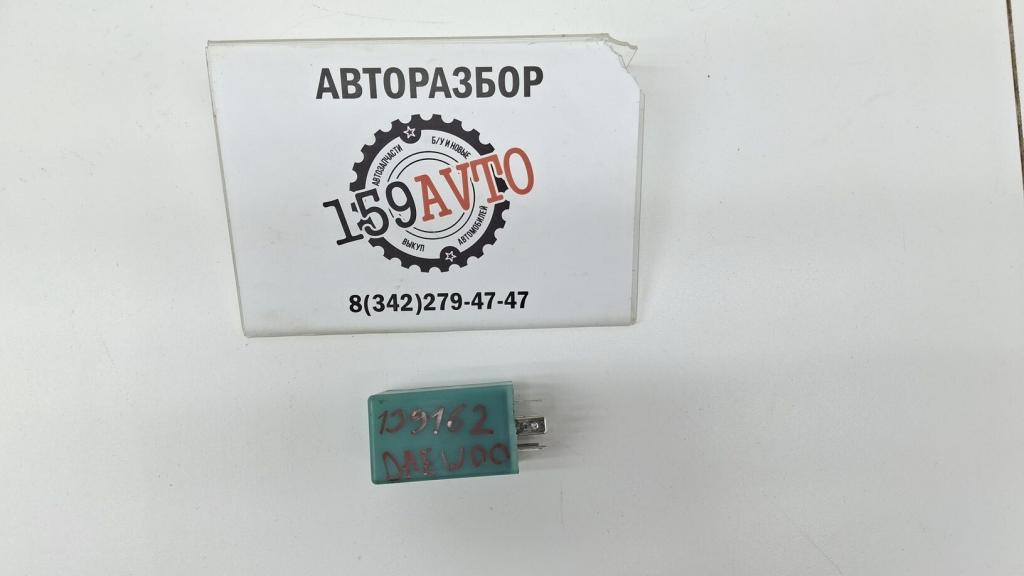 АВТОРАЗБОР
АВТОЗАПЧАСТИ
Б/У И НОВЫЕ
159AVTO
ВЫКУП
АВТОМОБИЛЕЙ
8(342)279-47-47
139162
DAEWOO